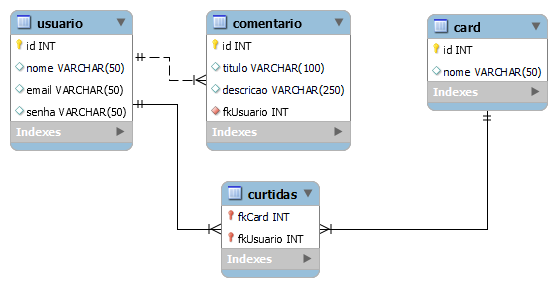 usuario
id INT
nome VARCHAR(50)
email VARCHAR(50)
senha VARCHAR(50)
Indexes
comentario
id INT
titulo VARCHAR(100)
descricao VARCHAR(250)
fkUsuario INT
Indexes
card
id INT
nome VARCHAR(50)
Indexes
curtidas
fkCard INT
fkUsuario INT
Indexes